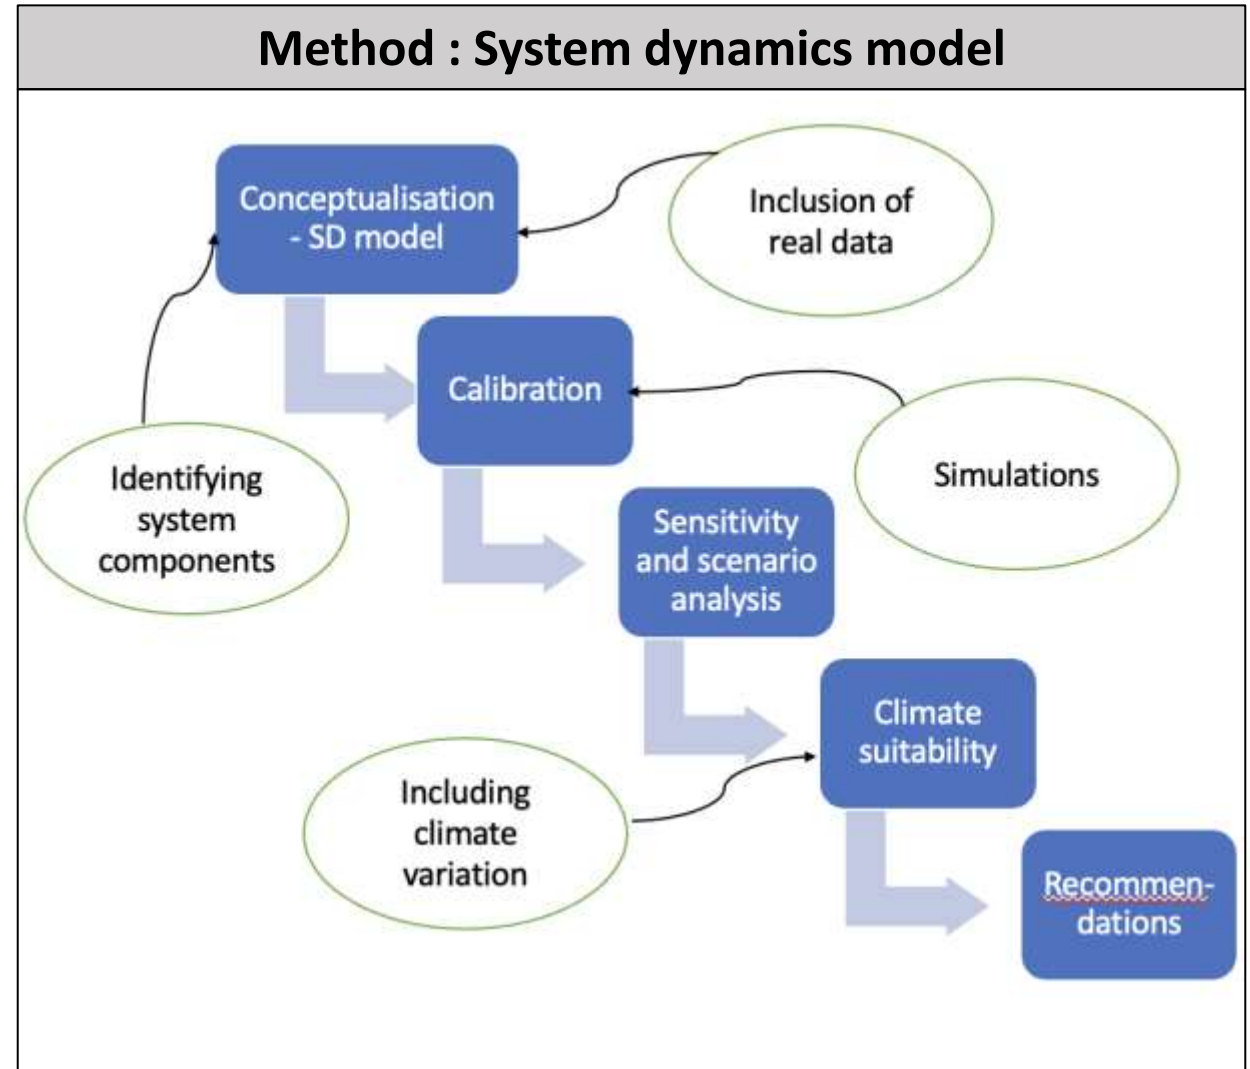 Method : System dynamics model
Conceptualisation
- SD model
Inclusion of
real data
Calibration
Simulations
Identifying
system
components
Sensitivity
and scenario
analysis
Climate
suitability
Including
climate
variation
Recommen-
dations